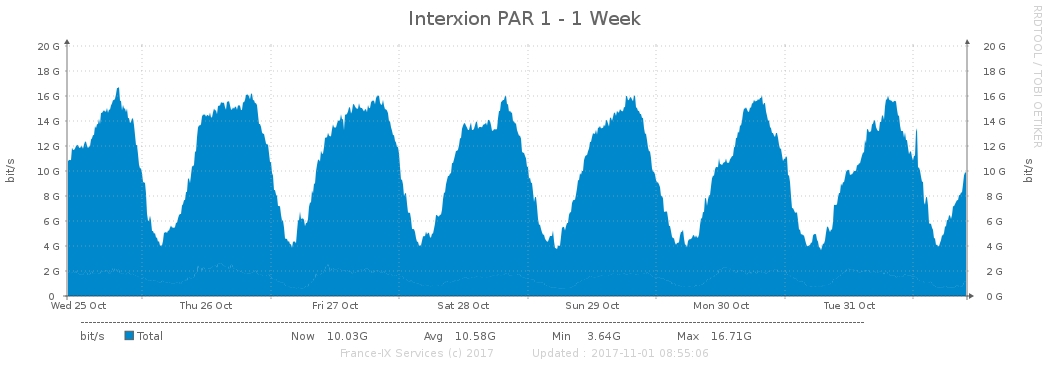 Interxion PAR 1 - 1 Week
RRDTOOL / TOBI OETIKER
bit/s
20 G 20 G
18 G 18 G
16 G 16 G
14 G 14 G
12 G 12 G
10 G 10 G
8 G 8 G
6 G 6 G
4 G 4 G
2 G 2 G
0 0 G
bit/s
Wed 25 Oct Thu 26 Oct Fri 27 Oct Sat 28 Oct Sun 29 Oct Mon 30 Oct Tue 31 Oct
bit/s Total Now 10.03G Avg 10.58G Min 3.64G Max 16.71G
France-IX Services (c) 2017 Updated : 2017-11-01 08:55:06